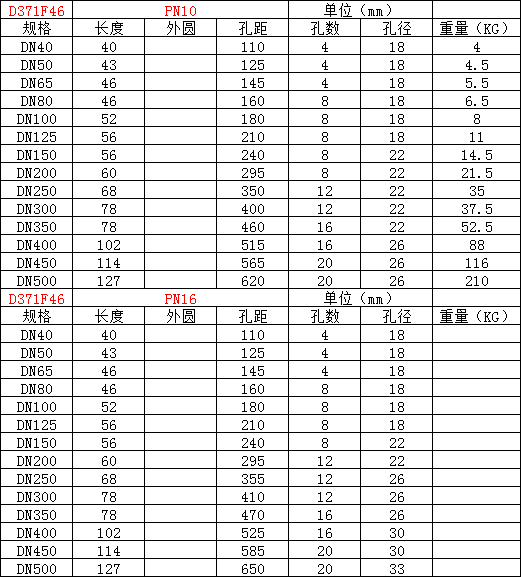 D371F46 PN10 单位（mm）
规格 长度 外圆 孔距 孔数 孔径 重量（KG）
DN40 40 110 4 18 4
DN50 43 125 4 18 4.5
DN65 46 145 4 18 5.5
DN80 46 160 8 18 6.5
DN100 52 180 8 18 8
DN125 56 210 8 18 11
DN150 56 240 8 22 14.5
DN200 60 295 8 22 21.5
DN250 68 350 12 22 35
DN300 78 400 12 22 37.5
DN350 78 460 16 22 52.5
DN400 102 515 16 26 88
DN450 114 565 20 26 116
DN500 127 620 20 26 210
D371F46 PN16 单位（mm）
规格 长度 外圆 孔距 孔数 孔径 重量（KG）
DN40 40 110 4 18
DN50 43 125 4 18
DN65 46 145 4 18
DN80 46 160 8 18
DN100 52 180 8 18
DN125 56 210 8 18
DN150 56 240 8 22
DN200 60 295 12 22
DN250 68 355 12 26
DN300 78 410 12 26
DN350 78 470 16 26
DN400 102 525 16 30
DN450 114 585 20 30
DN500 127 650 20 33